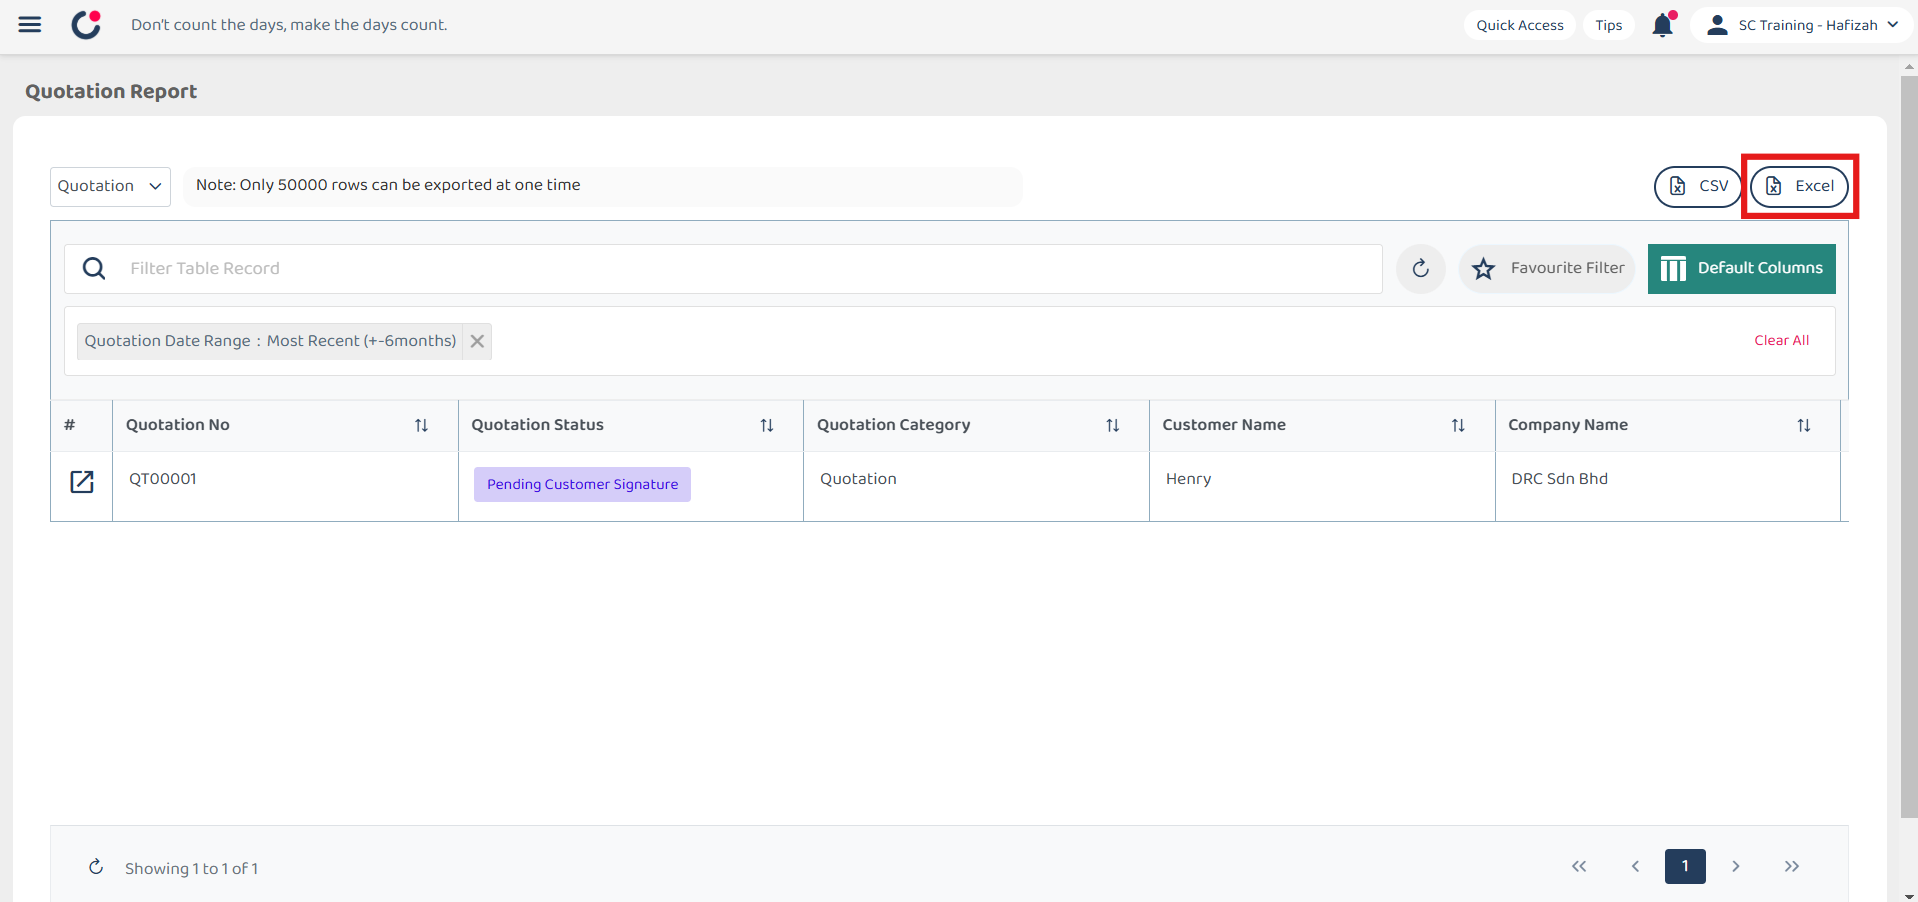 Don't count the days, make the days count.
Quick Access
Tips
SC Training - Hafizah
Quotation Report
Quotation
Note: Only 50000 rows can be exported at one time
CSV
Excel
Filter Table Record
Favourite Filter
Default Columns
Quotation Date Range : Most Recent (+-6months)
Clear All
# Quotation No Quotation Status Quotation Category Customer Name Company Name
QT00001 Pending Customer Signature Quotation Henry DRC Sdn Bhd
Showing 1 to 1 of 1
1